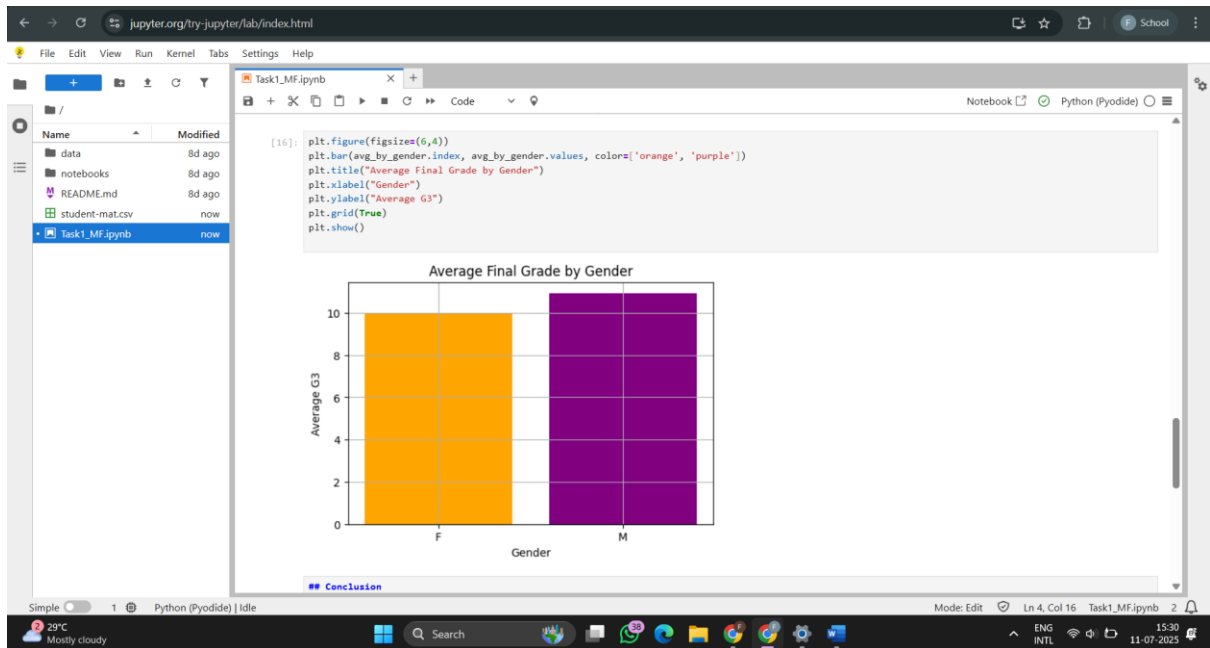 jupyter.org/try-jupyter/lab/index.html
F School
File Edit View Run Kernel Tabs Settings Help
Task1_MF.ipynb
Code
Notebook
Python (Pyodide)
/
Name Modified
data 8d ago
notebooks 8d ago
README.md 8d ago
student-mat.csv now
Task1_MF.ipynb now
[16]: plt.figure(figsize=(6,4))
plt.bar(avg_by_gender.index, avg_by_gender.values, color=['orange', 'purple'])
plt.title("Average Final Grade by Gender")
plt.xlabel("Gender")
plt.ylabel("Average G3")
plt.grid(True)
plt.show()
Average Final Grade by Gender
Average G3
10
8
6
4
2
0
F M
Gender
## Conclusion
Simple 1 Python (Pyodide) | Idle
Mode: Edit Ln 4, Col 16 Task1_MF.ipynb 2
2
29°C
Mostly cloudy
Search
38
ENG
INTL
15:30
11-07-2025